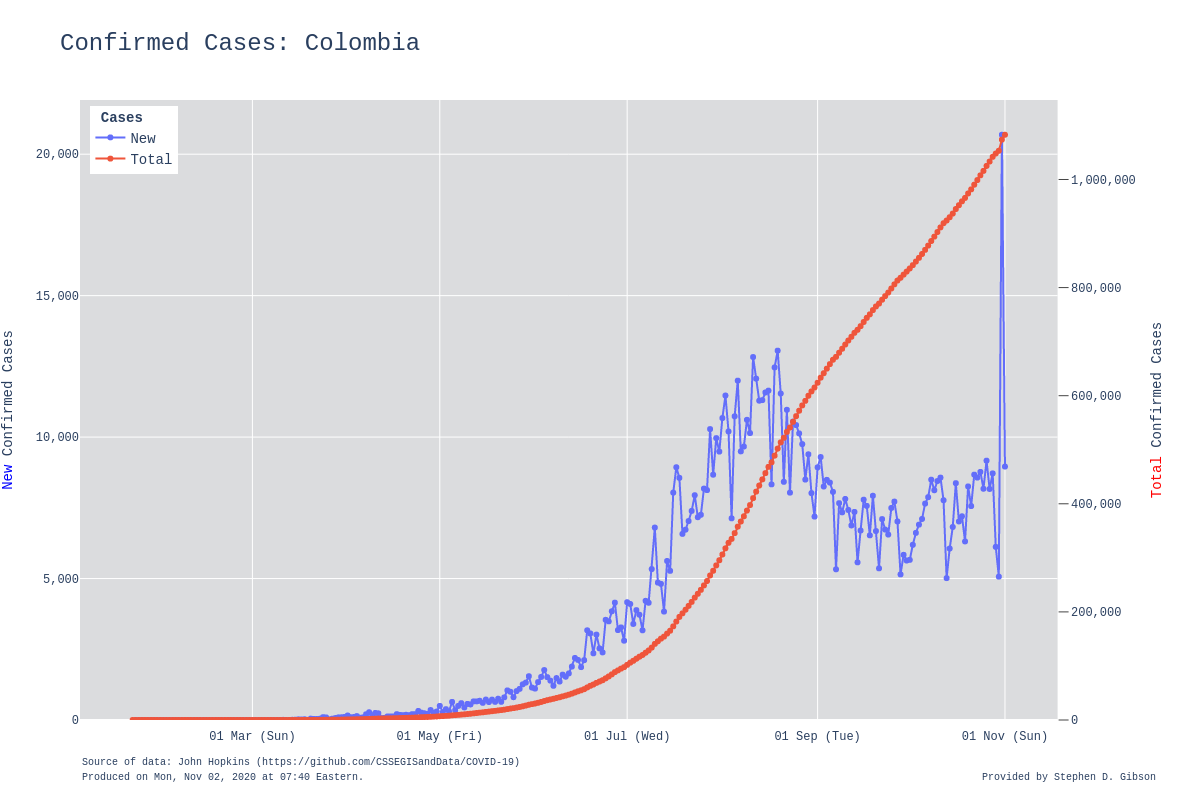 Confirmed Cases: Colombia
Cases
New
Total
20,000
15,000
10,000
5,000
0
New Confirmed Cases
1,000,000
800,000
600,000
400,000
200,000
0
Total Confirmed Cases
01 Mar (Sun)
01 May (Fri)
01 Jul (Wed)
01 Sep (Tue)
01 Nov (Sun)
Source of data: John Hopkins (https://github.com/CSSEGISandData/COVID-19)
Produced on Mon, Nov 02, 2020 at 07:40 Eastern.
Provided by Stephen D. Gibson